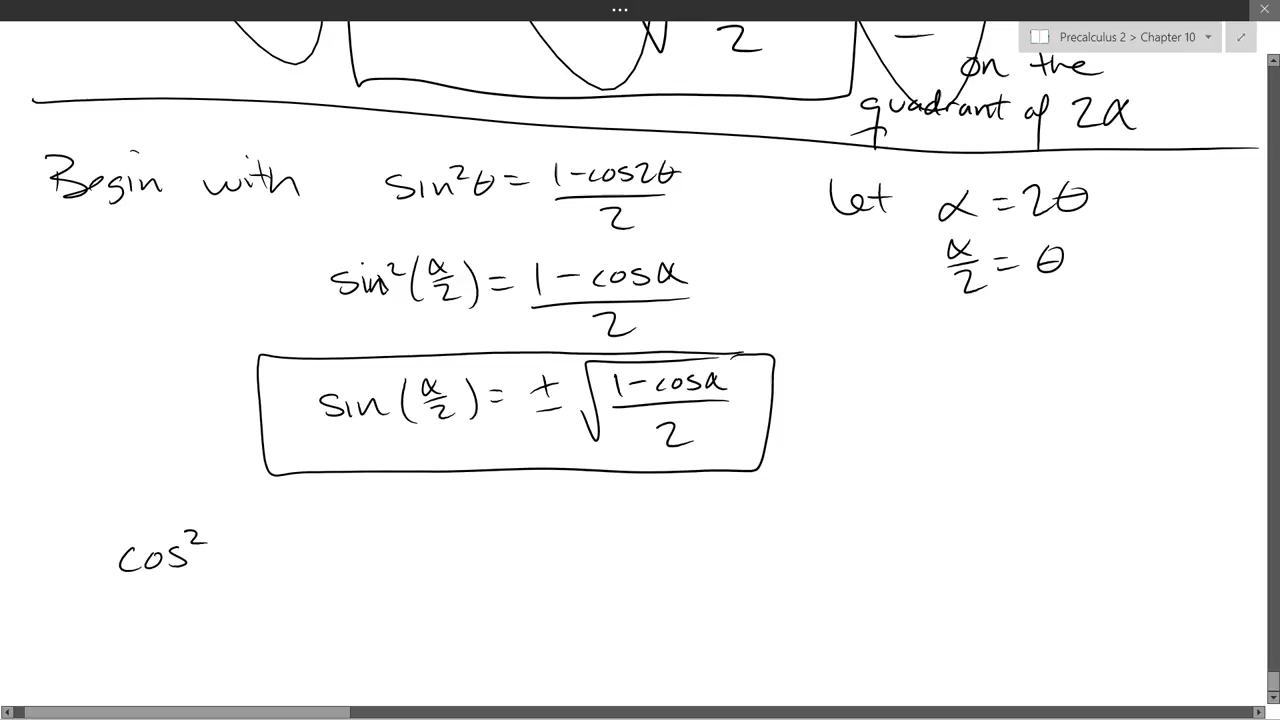 ...
Precalculus 2 > Chapter 10
2
on the
quadrant of 2α
Begin with sin²θ = (1-cos2θ)/2 Let α = 2θ
sin²(α/2) = (1-cosα)/2 α/2 = θ
sin(α/2) = ± √((1-cosα)/2)
cos²